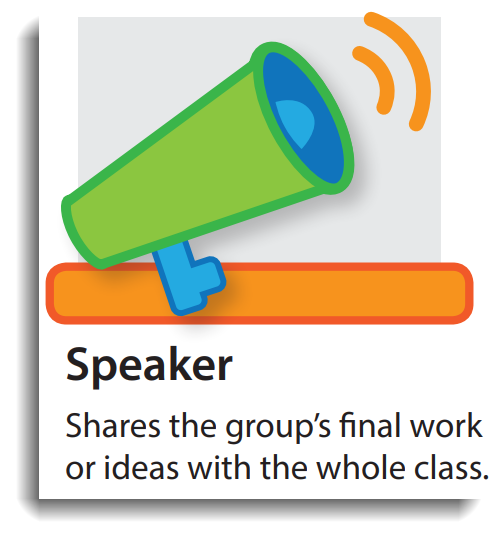 Speaker
Shares the group’s final work
or ideas with the whole class.